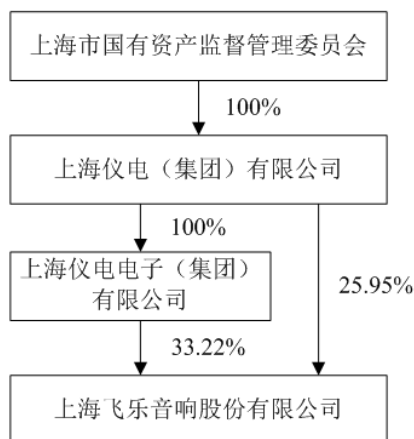 上海市国有资产监督管理委员会
100%
上海仪电（集团）有限公司
100%
上海仪电电子（集团）
有限公司
25.95%
33.22%
上海飞乐音响股份有限公司